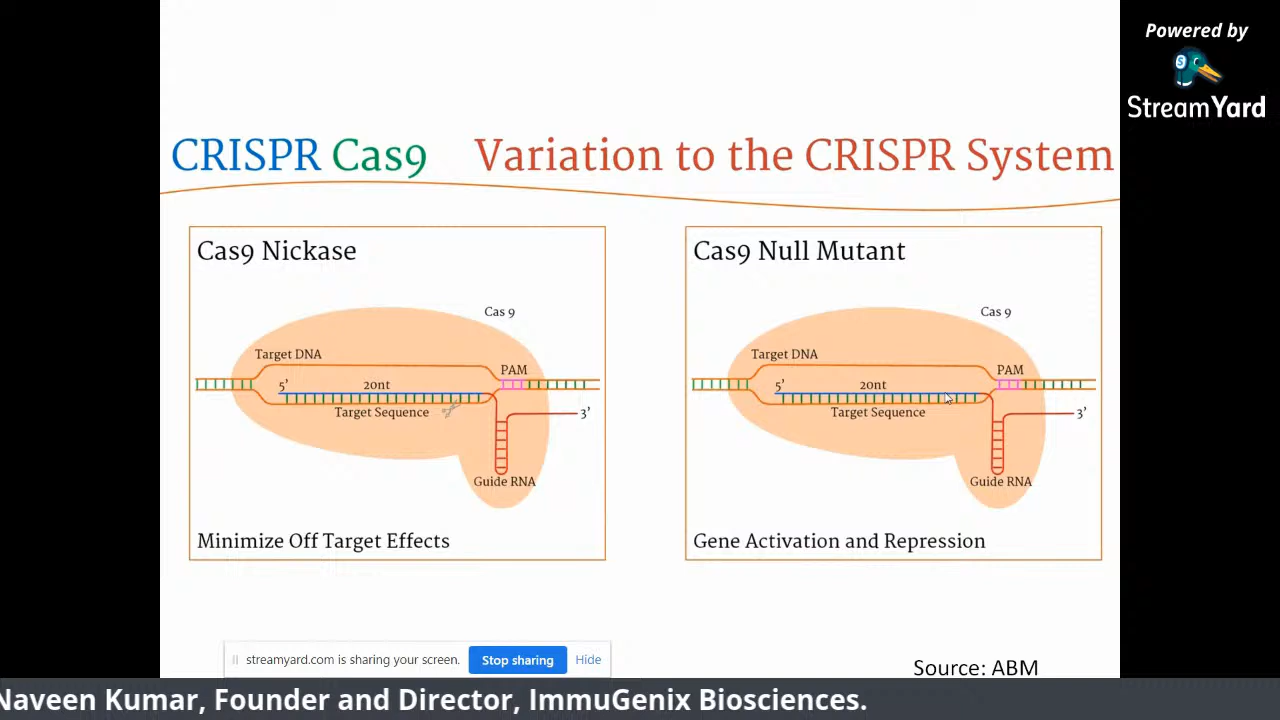 Powered by
StreamYard
CRISPR Cas9 Variation to the CRISPR System
Cas9 Nickase
Cas 9
Target DNA
PAM
5’
20nt
Target Sequence
3’
Guide RNA
Minimize Off Target Effects
Cas9 Null Mutant
Cas 9
Target DNA
PAM
5’
20nt
Target Sequence
3’
Guide RNA
Gene Activation and Repression
streamyard.com is sharing your screen.
Stop sharing
Hide
Source: ABM
Naveen Kumar, Founder and Director, ImmuGenix Biosciences.